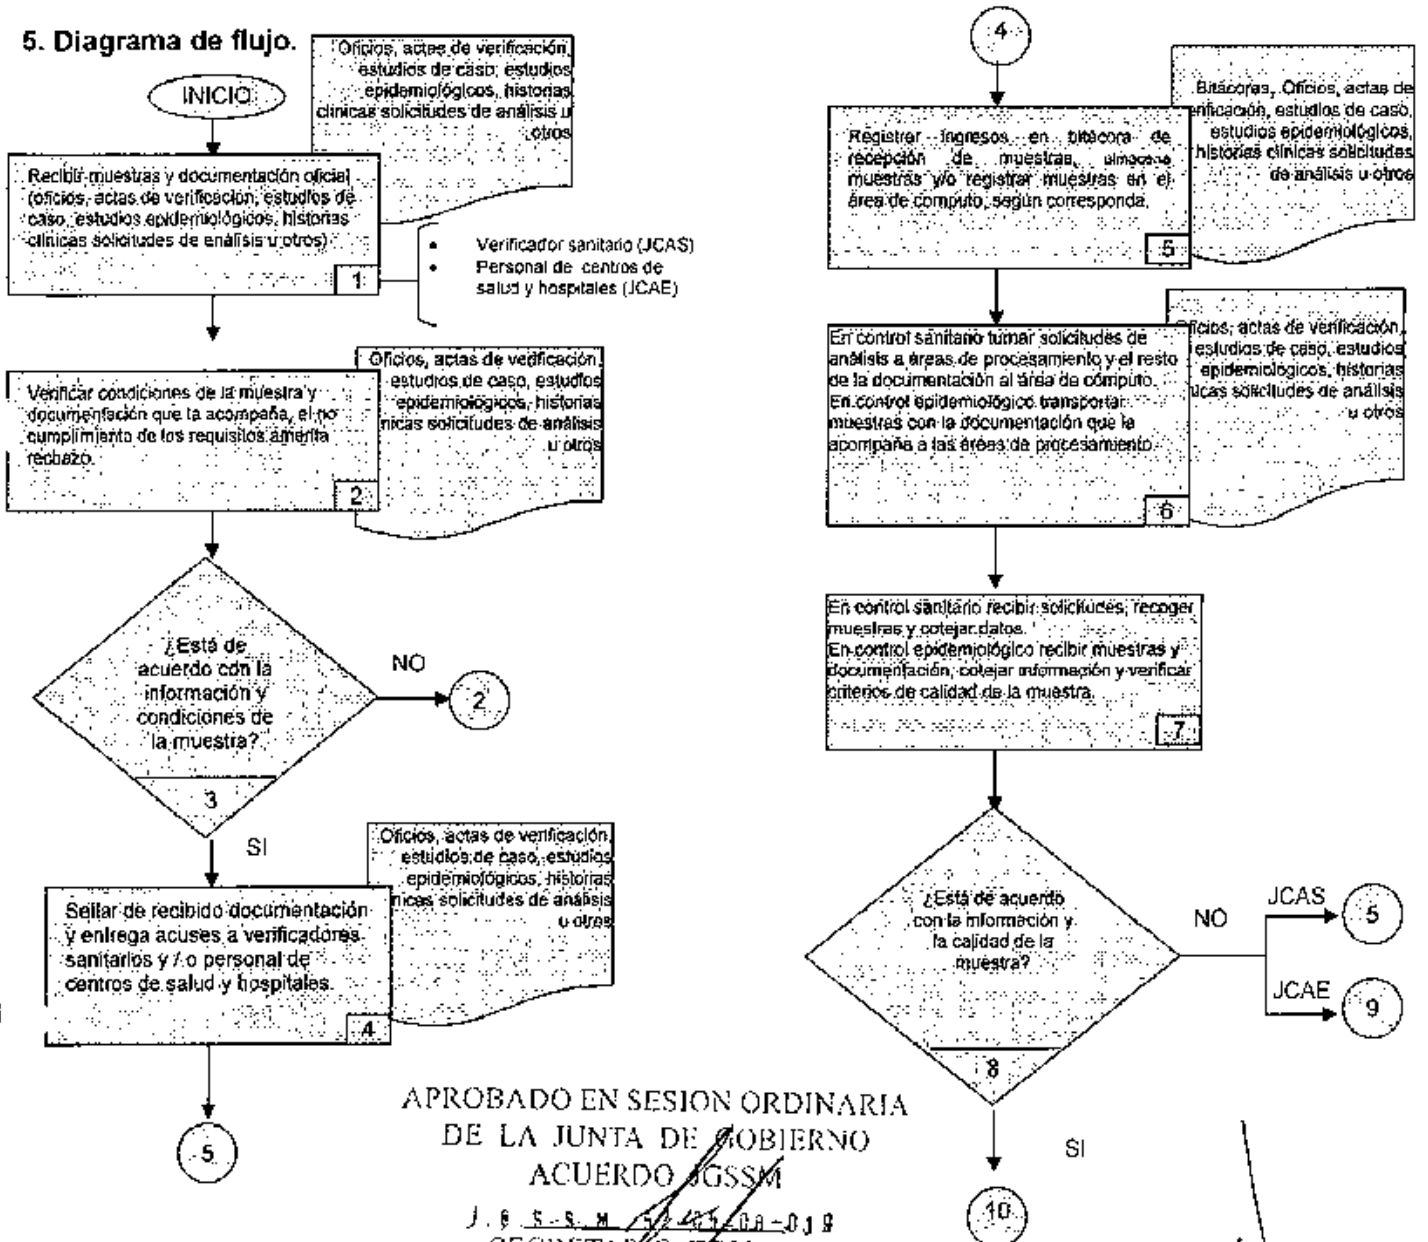 5. Diagrama de flujo.
INICIO
Oficios, actas de verificación,
estudios de caso, estudios
epidemiológicos, historias
clínicas solicitudes de análisis u
otros
Recibir muestras y documentación oficial
(oficios, actas de verificación, estudios de
caso, estudios epidemiológicos, historias
clínicas solicitudes de análisis u otros)
1
• Verificador sanitario (JCAS)
• Personal de centros de
salud y hospitales (JCAE)
Verificar condiciones de la muestra y
documentación que la acompaña, el no
cumplimiento de los requisitos amerita
rechazo.
2
Oficios, actas de verificación,
estudios de caso, estudios
epidemiológicos, historias
nicas solicitudes de análisis
u otros
¿Está de
acuerdo con la
información y
condiciones de
la muestra?
3
NO
2
SI
Sellar de recibido documentación
y entrega acuses a verificadores
sanitarios y / o personal de
centros de salud y hospitales.
4
Oficios, actas de verificación,
estudios de caso, estudios
epidemiológicos, historias
nicas solicitudes de análisis
u otros
5
4
Registrar ingresos en bitácora de
recepción de muestras, almacena
muestras y/o registrar muestras en el
área de computo, según corresponda.
5
Bitácoras, Oficios, actas de
erificación, estudios de caso,
estudios epidemiológicos,
historias clínicas solicitudes
de análisis u otros
En control sanitario turnar solicitudes de
análisis a áreas de procesamiento y el resto
de la documentación al área de cómputo.
En control epidemiológico transportar
muestras con la documentación que la
acompaña a las áreas de procesamiento.
6
Oficios, actas de verificación,
estudios de caso, estudios
epidemiológicos, historias
icas solicitudes de análisis
u otros
En control sanitario recibir solicitudes, recoger
muestras y cotejar datos.
En control epidemiológico recibir muestras y
documentación, cotejar información y verificar
criterios de calidad de la muestra.
7
¿Está de acuerdo
con la información y
la calidad de la
muestra?
8
NO
JCAS
5
JCAE
9
SI
10
APROBADO EN SESION ORDINARIA
DE LA JUNTA DE GOBIERNO
ACUERDO JGSSM